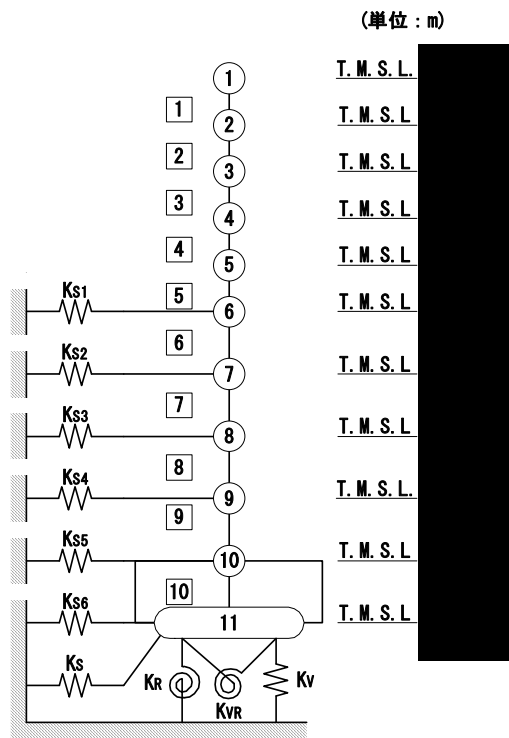 (単位：m)
1 T.M.S.L.
1
2 T.M.S.L
2
3 T.M.S.L
3
4 T.M.S.L
4
5 T.M.S.L
5
KS1 6 T.M.S.L
6
KS2 7 T.M.S.L
7
KS3 8 T.M.S.L
8
KS4 9 T.M.S.L.
9
KS5 10 T.M.S.L
10
KS6 11 T.M.S.L
KS KR KVR KV